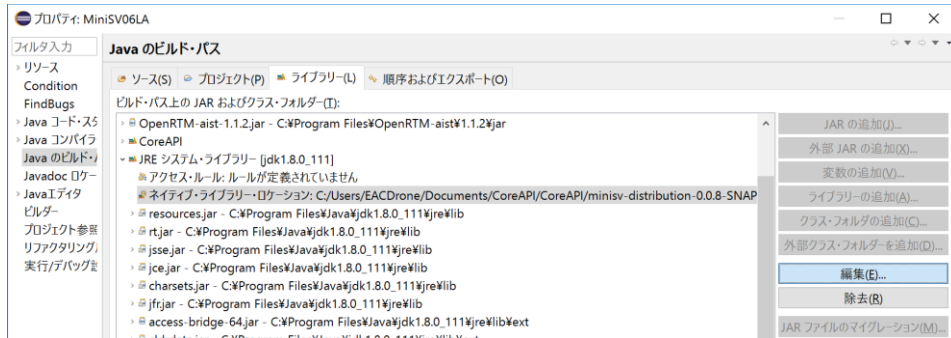 プロパティ: MiniSV06LA
フィルタ入力
リソース
Condition
FindBugs
Java コード・スタ
Java コンパイラ
Java のビルド・パ
Javadoc ロケー
Javaエディタ
ビルダー
プロジェクト参照
リファクタリング
実行/デバッグ設
Java のビルド・パス
ソース(S) プロジェクト(P) ライブラリー(L) 順序およびエクスポート(O)
ビルド・パス上の JAR およびクラス・フォルダー(T):
OpenRTM-aist-1.1.2.jar - C:¥Program Files¥OpenRTM-aist¥1.1.2¥jar
CoreAPI
JRE システム・ライブラリー [jdk1.8.0_111]
アクセス・ルール: ルールが定義されていません
ネイティブ・ライブラリー・ロケーション: C:/Users/EACDrone/Documents/CoreAPI/CoreAPI/minisv-distribution-0.0.8-SNAP
resources.jar - C:¥Program Files¥Java¥jdk1.8.0_111¥jre¥lib
rt.jar - C:¥Program Files¥Java¥jdk1.8.0_111¥jre¥lib
jsse.jar - C:¥Program Files¥Java¥jdk1.8.0_111¥jre¥lib
jce.jar - C:¥Program Files¥Java¥jdk1.8.0_111¥jre¥lib
charsets.jar - C:¥Program Files¥Java¥jdk1.8.0_111¥jre¥lib
jfr.jar - C:¥Program Files¥Java¥jdk1.8.0_111¥jre¥lib
access-bridge-64.jar - C:¥Program Files¥Java¥jdk1.8.0_111¥jre¥lib¥ext
JAR の追加(J)...
外部 JAR の追加(X)...
変数の追加(V)...
ライブラリーの追加(A)...
クラス・フォルダの追加(C)...
外部クラス・フォルダーを追加(D)...
編集(E)...
除去(R)
JAR ファイルのマイグレーション(M)...